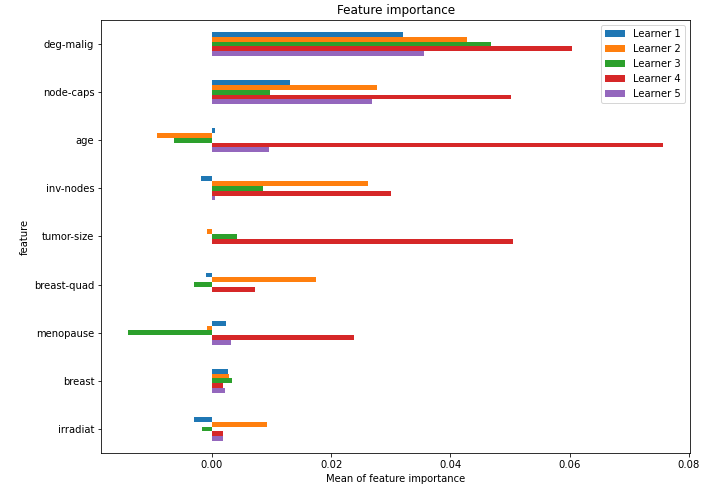 Feature importance
Learner 1
Learner 2
Learner 3
Learner 4
Learner 5
deg-malig
node-caps
age
inv-nodes
tumor-size
breast-quad
menopause
breast
irradiat
feature
0.00 0.02 0.04 0.06 0.08
Mean of feature importance